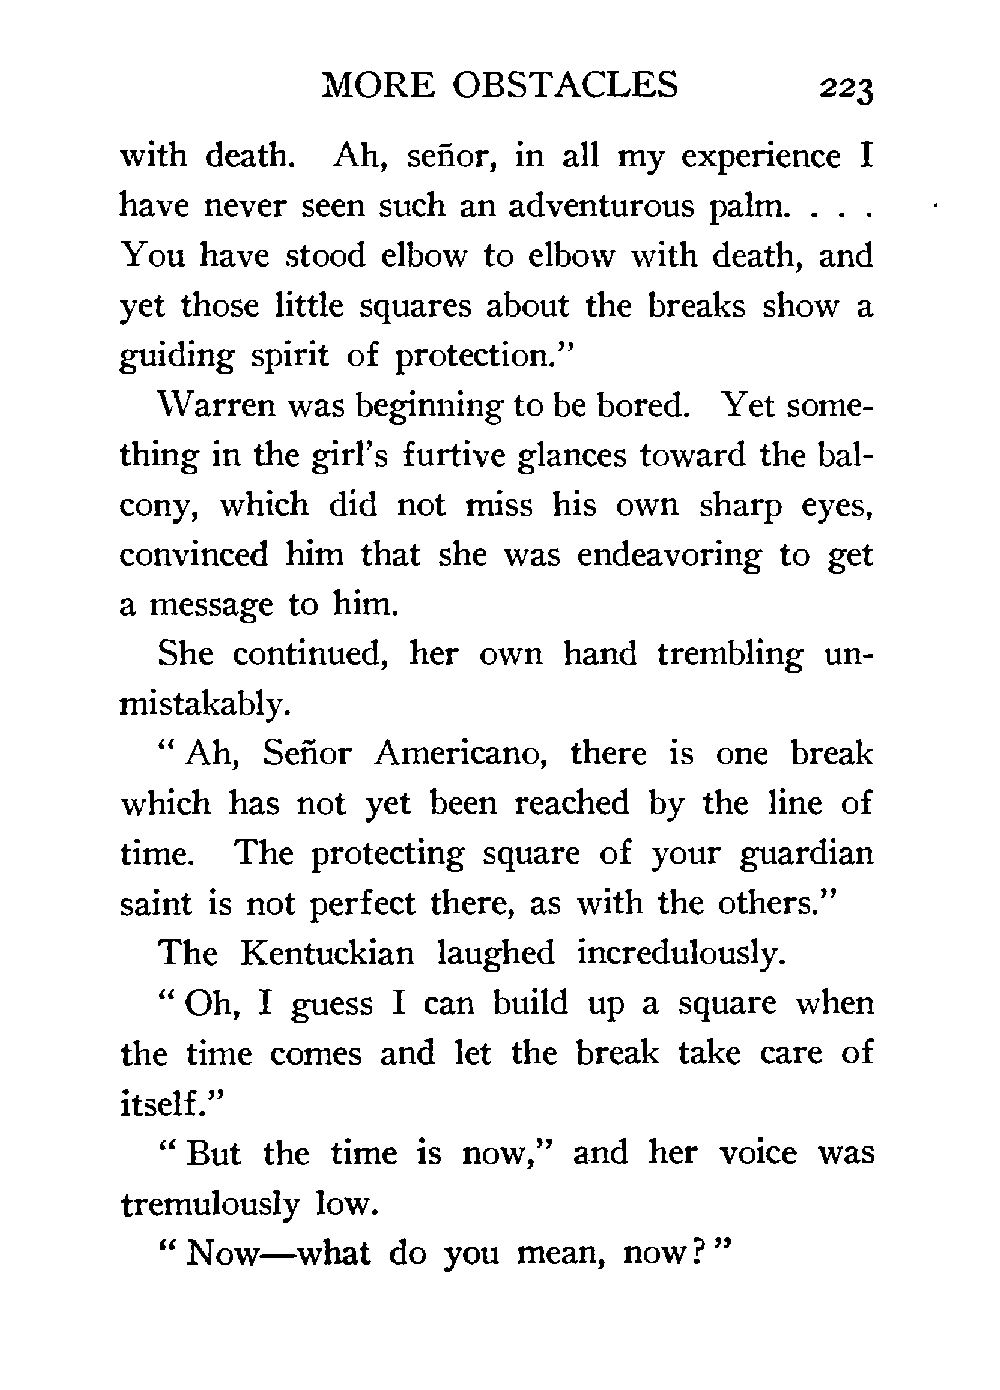 MORE OBSTACLES 223
with death. Ah, señor, in all my experience I
have never seen such an adventurous palm. . . .
You have stood elbow to elbow with death, and
yet those little squares about the breaks show a
guiding spirit of protection.”
Warren was beginning to be bored. Yet some-
thing in the girl’s furtive glances toward the bal-
cony, which did not miss his own sharp eyes,
convinced him that she was endeavoring to get
a message to him.
She continued, her own hand trembling un-
mistakably.
“ Ah, Señor Americano, there is one break
which has not yet been reached by the line of
time. The protecting square of your guardian
saint is not perfect there, as with the others.”
The Kentuckian laughed incredulously.
“ Oh, I guess I can build up a square when
the time comes and let the break take care of
itself.”
“ But the time is now,” and her voice was
tremulously low.
“ Now—what do you mean, now? ”